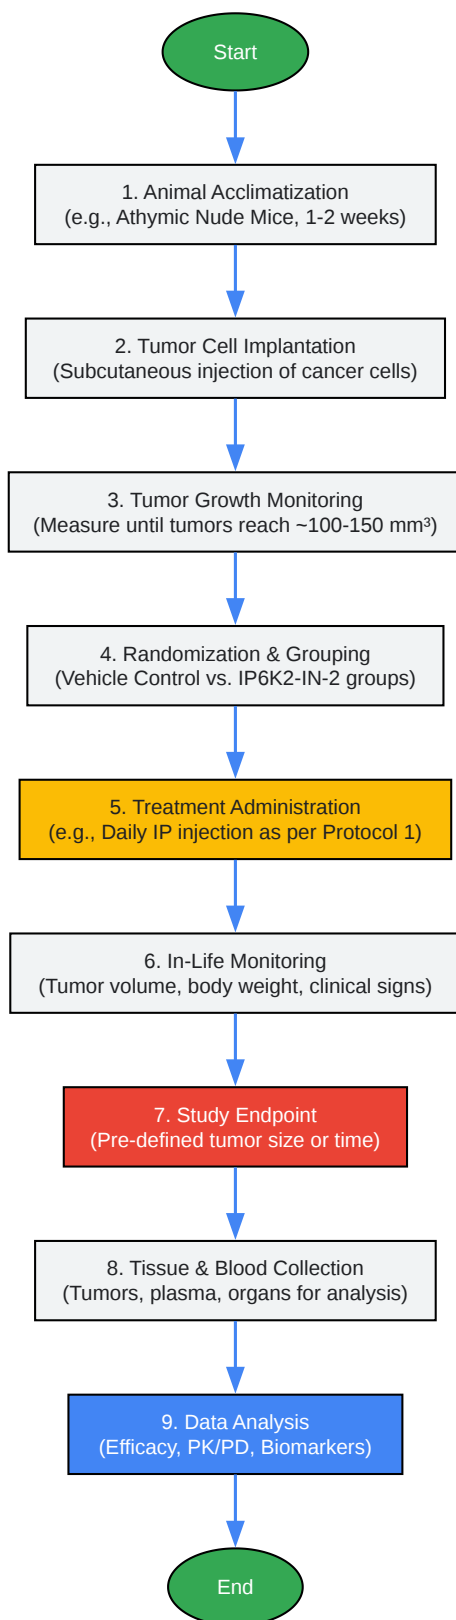 Start
1. Animal Acclimatization
(e.g., Athymic Nude Mice, 1-2 weeks)
2. Tumor Cell Implantation
(Subcutaneous injection of cancer cells)
3. Tumor Growth Monitoring
(Measure until tumors reach ~100-150 mm³)
4. Randomization & Grouping
(Vehicle Control vs. IP6K2-IN-2 groups)
5. Treatment Administration
(e.g., Daily IP injection as per Protocol 1)
6. In-Life Monitoring
(Tumor volume, body weight, clinical signs)
7. Study Endpoint
(Pre-defined tumor size or time)
8. Tissue & Blood Collection
(Tumors, plasma, organs for analysis)
9. Data Analysis
(Efficacy, PK/PD, Biomarkers)
End